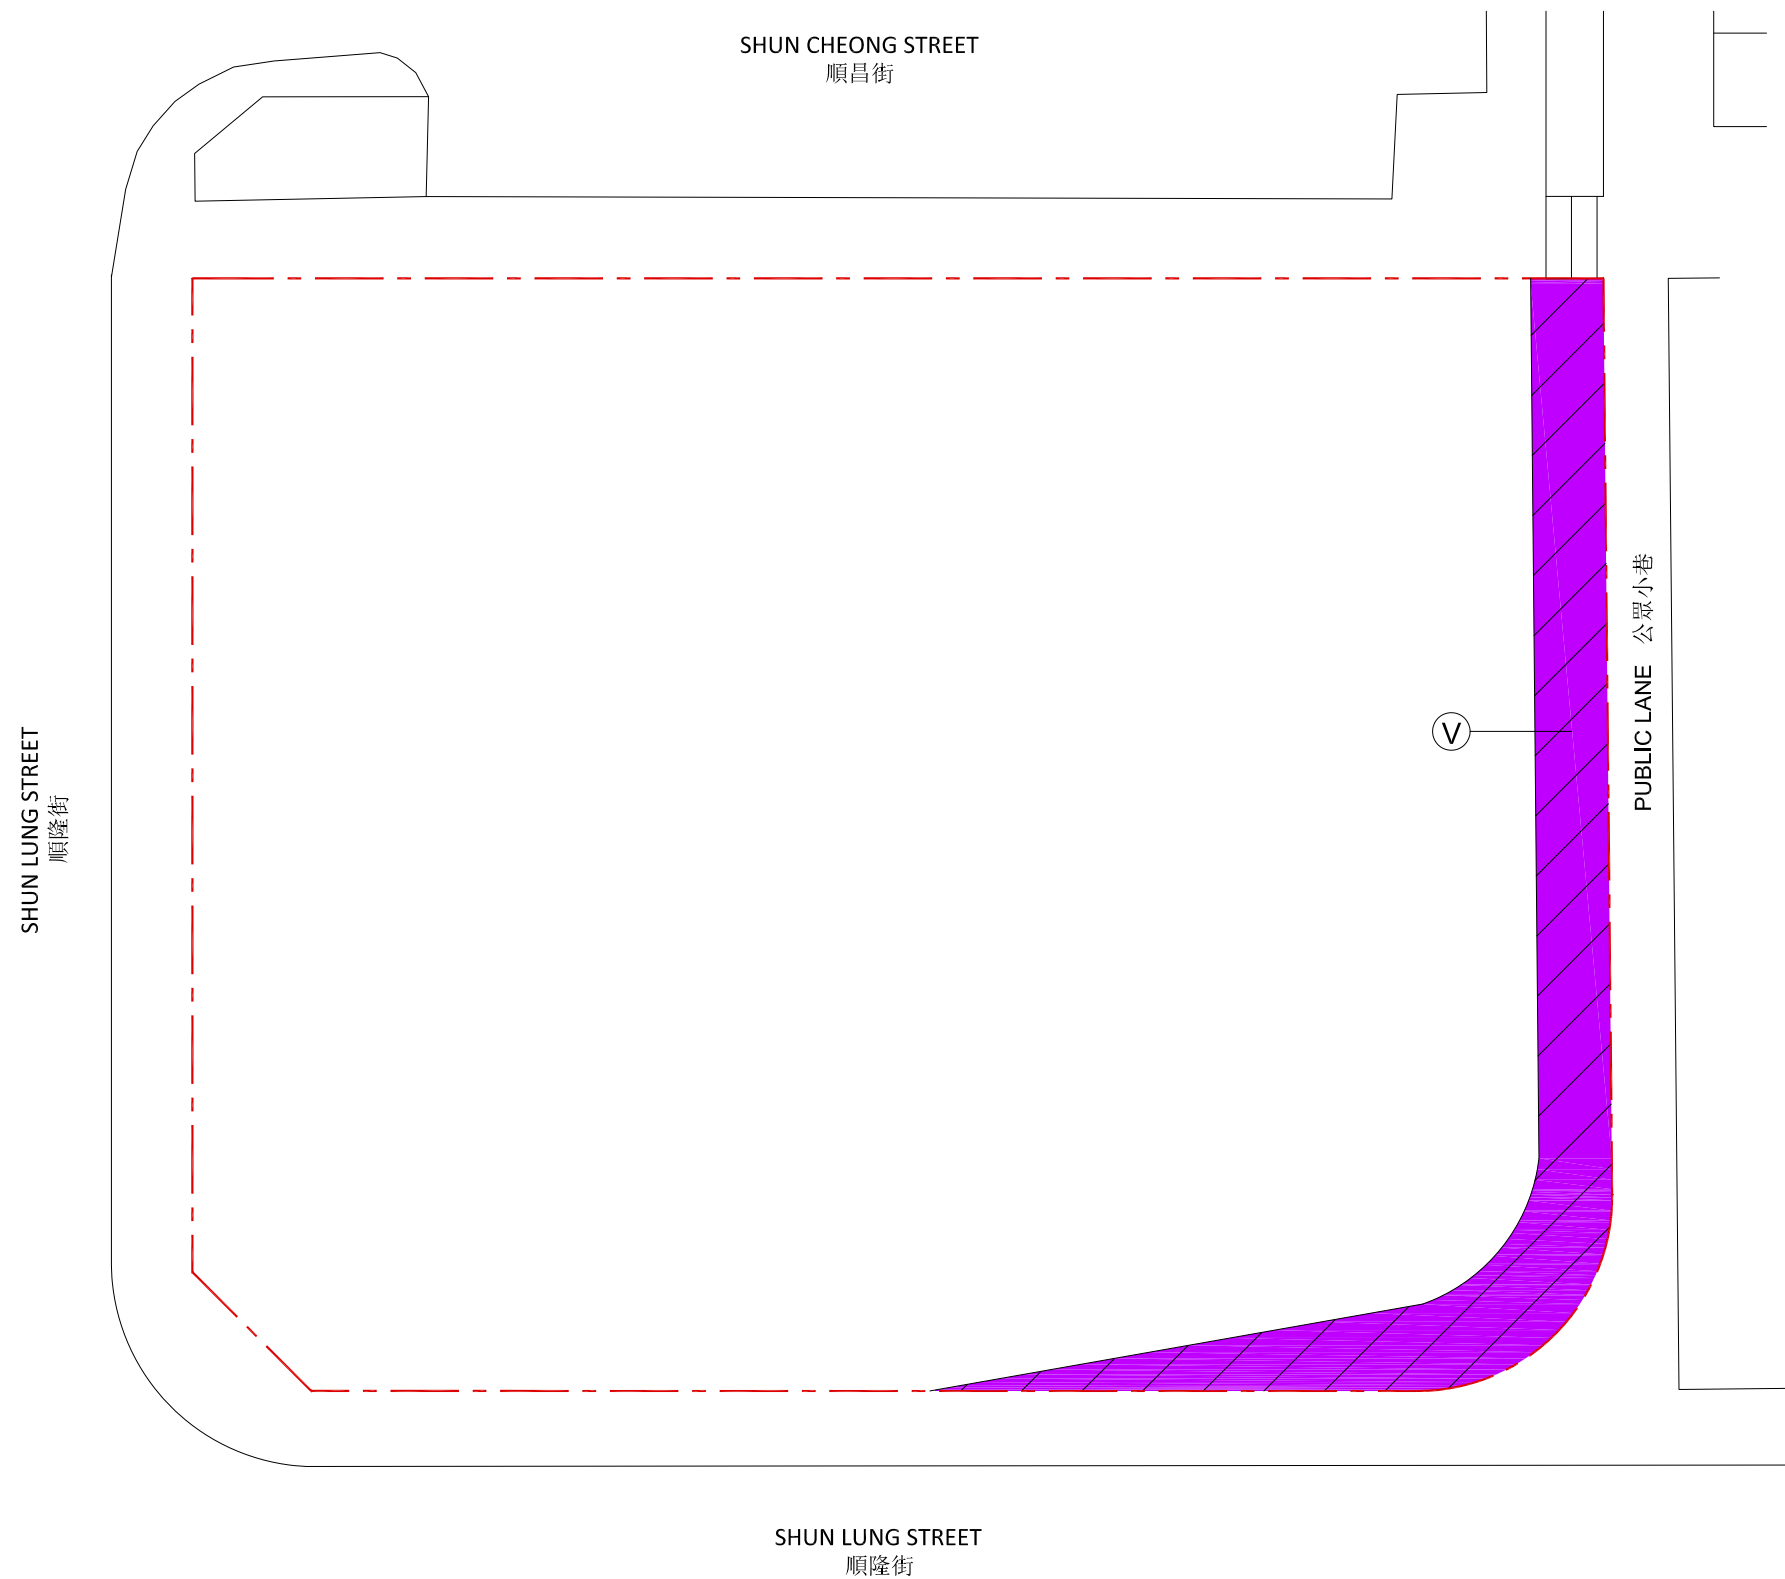 SHUN CHEONG STREET
順昌街
SHUN LUNG STREET
順隆街
V
PUBLIC LANE 公眾小巷
SHUN LUNG STREET
順隆街